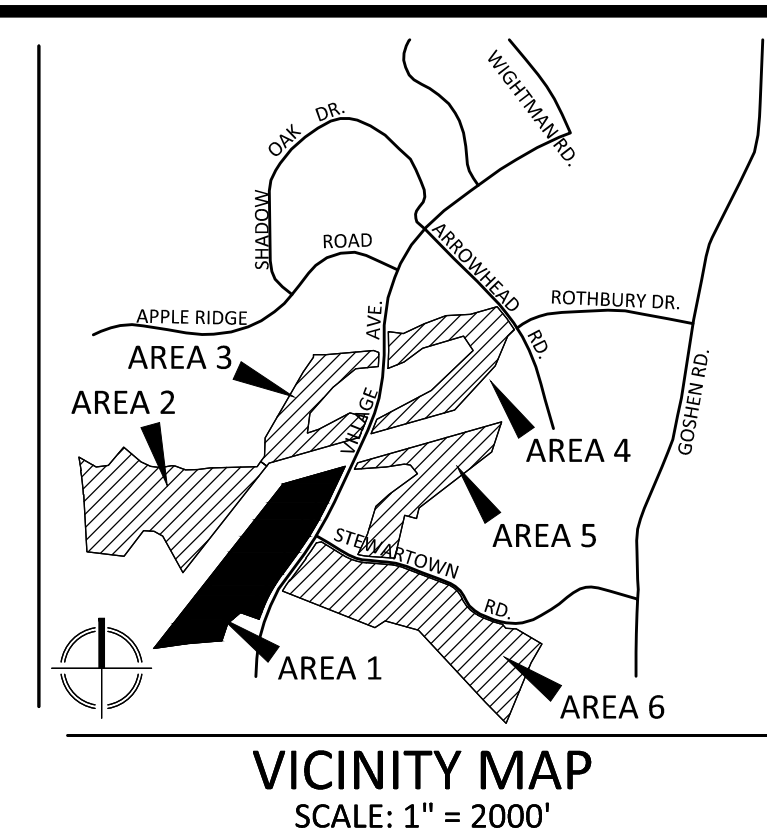 WIGHTMAN RD.
SHADOW OAK DR.
APPLE RIDGE ROAD
ARROWHEAD RD.
ROTHBURY DR.
VILLAGE AVE.
GOSHEN RD.
AREA 3
AREA 2
AREA 4
AREA 5
STEWARTOWN RD.
AREA 1
AREA 6
VICINITY MAP
SCALE: 1" = 2000'